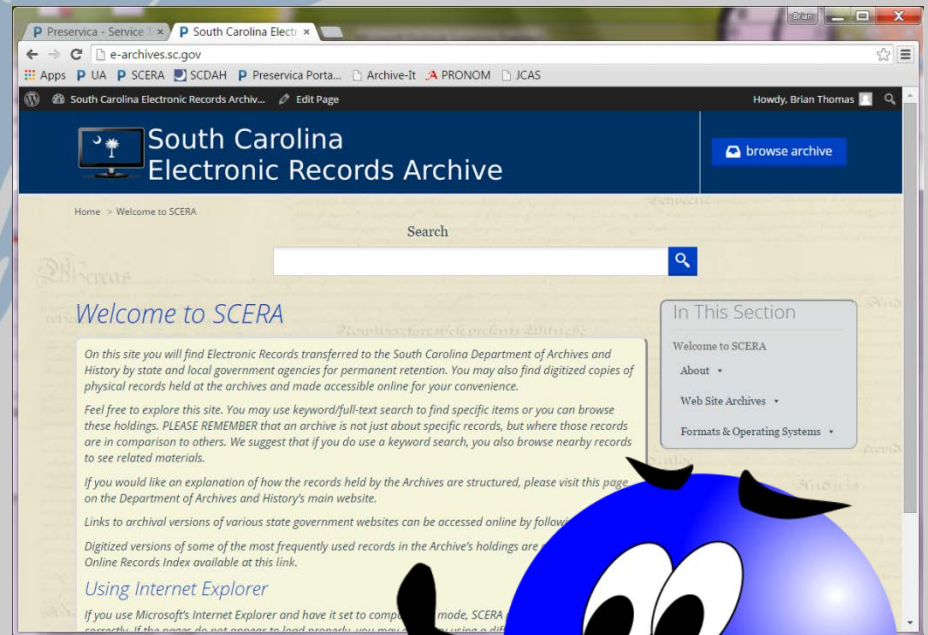 Brian
Preservica - Service
South Carolina Elect
e-archives.sc.gov
Apps UA SCERA SCDAH Preservica Porta... Archive-It PRONOM JCAS
South Carolina Electronic Records Archiv... Edit Page Howdy, Brian Thomas
South Carolina
Electronic Records Archive
browse archive
Home > Welcome to SCERA
Search
Welcome to SCERA
On this site you will find Electronic Records transferred to the South Carolina Department of Archives and
History by state and local government agencies for permanent retention. You may also find digitized copies of
physical records held at the archives and made accessible online for your convenience.
Feel free to explore this site. You may use keyword/full-text search to find specific items or you can browse
these holdings. PLEASE REMEMBER that an archive is not just about specific records, but where those records
are in comparison to others. We suggest that if you do use a keyword search, you also browse nearby records
to see related materials.
If you would like an explanation of how the records held by the Archives are structured, please visit this page
on the Department of Archives and History's main website.
Links to archival versions of various state government websites can be accessed online by
Digitized versions of some of the most frequently used records in the Archive's holdings are
Online Records Index available at this link.
Using Internet Explorer
If you use Microsoft's Internet Explorer and have it set to mode, SCERA
In This Section
Welcome to SCERA
About
Web Site Archives
Formats & Operating Systems